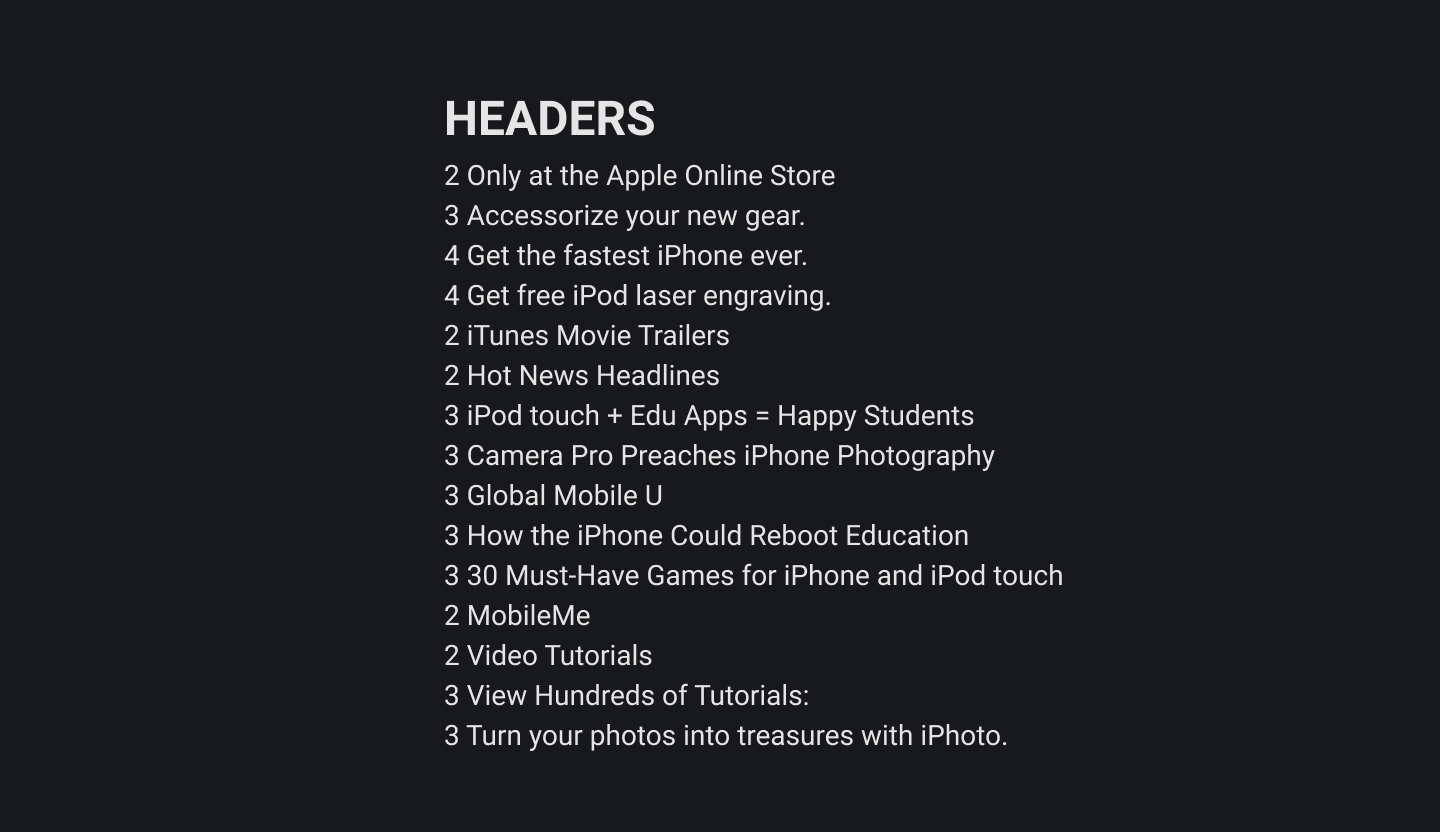 HEADERS
2 Only at the Apple Online Store
3 Accessorize your new gear.
4 Get the fastest iPhone ever.
4 Get free iPod laser engraving.
2 iTunes Movie Trailers
2 Hot News Headlines
3 iPod touch + Edu Apps = Happy Students
3 Camera Pro Preaches iPhone Photography
3 Global Mobile U
3 How the iPhone Could Reboot Education
3 30 Must-Have Games for iPhone and iPod touch
2 MobileMe
2 Video Tutorials
3 View Hundreds of Tutorials:
3 Turn your photos into treasures with iPhoto.